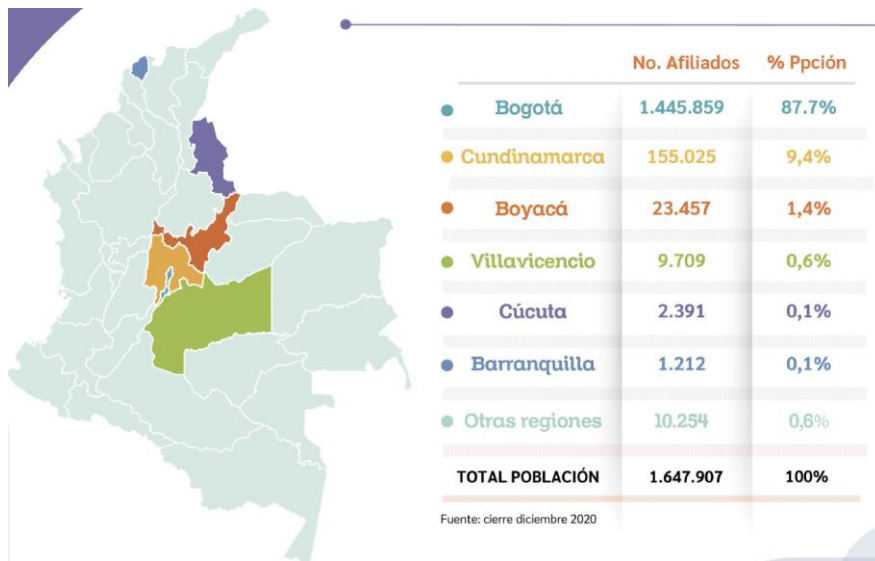 No. Afiliados % Ppción
Bogotá 1.445.859 87.7%
Cundinamarca 155.025 9,4%
Boyacá 23.457 1,4%
Villavicencio 9.709 0,6%
Cúcuta 2.391 0,1%
Barranquilla 1.212 0,1%
Otras regiones 10.254 0,6%
TOTAL POBLACIÓN 1.647.907 100%
Fuente: cierre diciembre 2020